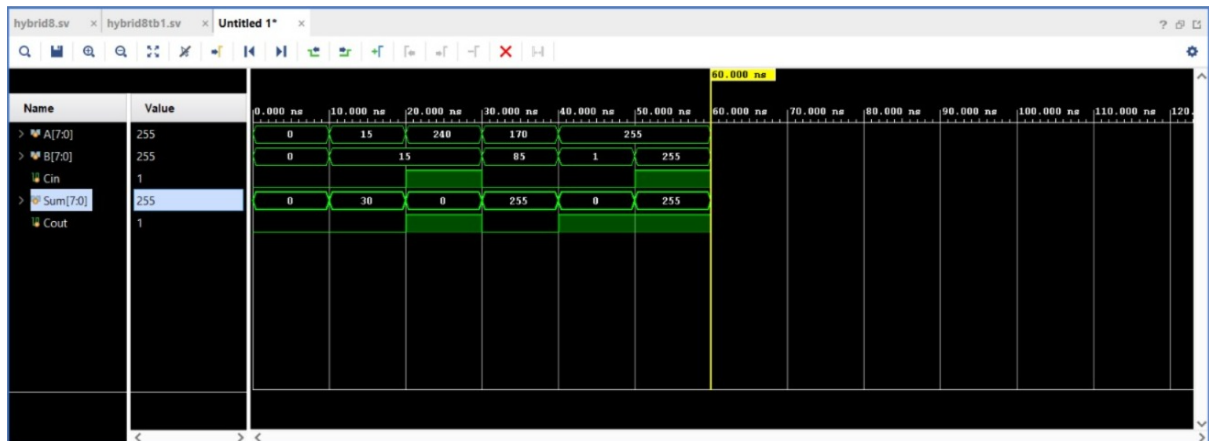 hybrid8.sv × hybrid8tb1.sv × Untitled 1* ×
?
60.000 ns
Name Value 0.000 ns 10.000 ns 20.000 ns 30.000 ns 40.000 ns 50.000 ns 60.000 ns 70.000 ns 80.000 ns 90.000 ns 100.000 ns 110.000 ns 120.
> A[7:0] 255 0 15 240 170 255
> B[7:0] 255 0 15 85 1 255
Cin 1
> Sum[7:0] 255 0 30 0 255 0 255
Cout 1